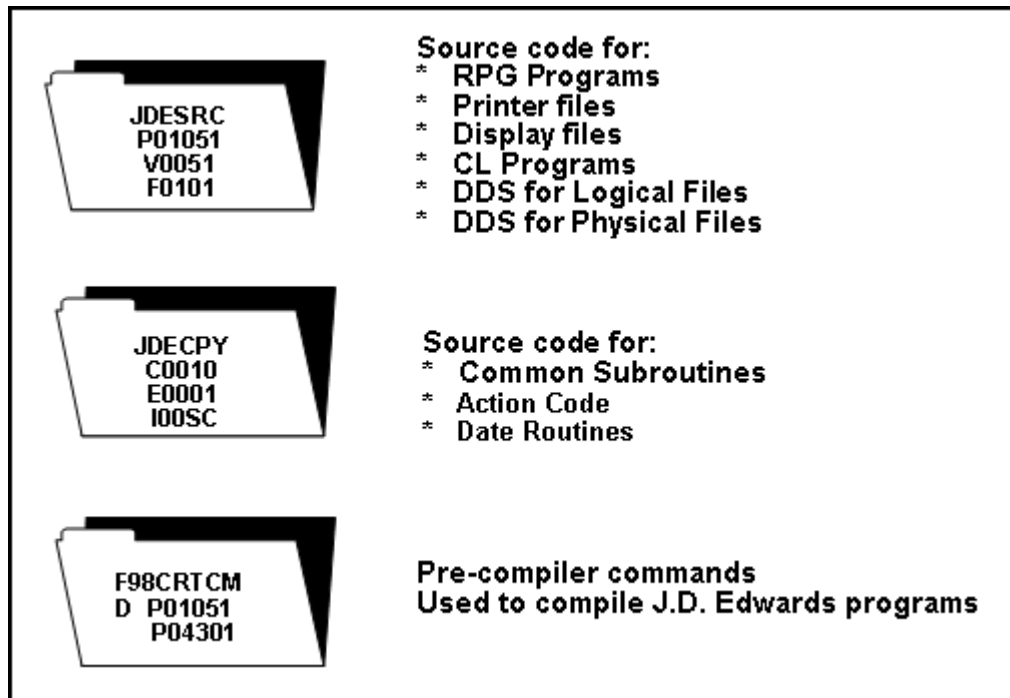 JDESRC
P01051
V0051
F0101
Source code for:
* RPG Programs
* Printer files
* Display files
* CL Programs
* DDS for Logical Files
* DDS for Physical Files
JDECPY
C0010
E0001
I00SC
Source code for:
* Common Subroutines
* Action Code
* Date Routines
F98CRTCM
D P01051
P04301
Pre-compiler commands
Used to compile J.D. Edwards programs